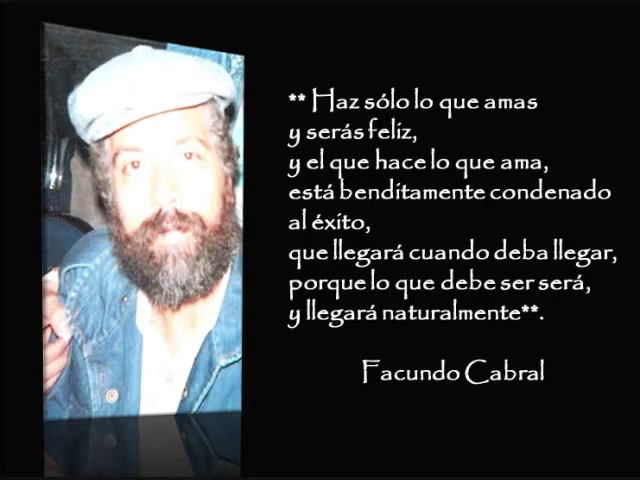 ** Haz sólo lo que amas
y serás feliz,
y el que hace lo que ama,
está benditamente condenado
al éxito,
que llegará cuando deba llegar,
porque lo que debe ser será,
y llegará naturalmente**.
Facundo Cabral